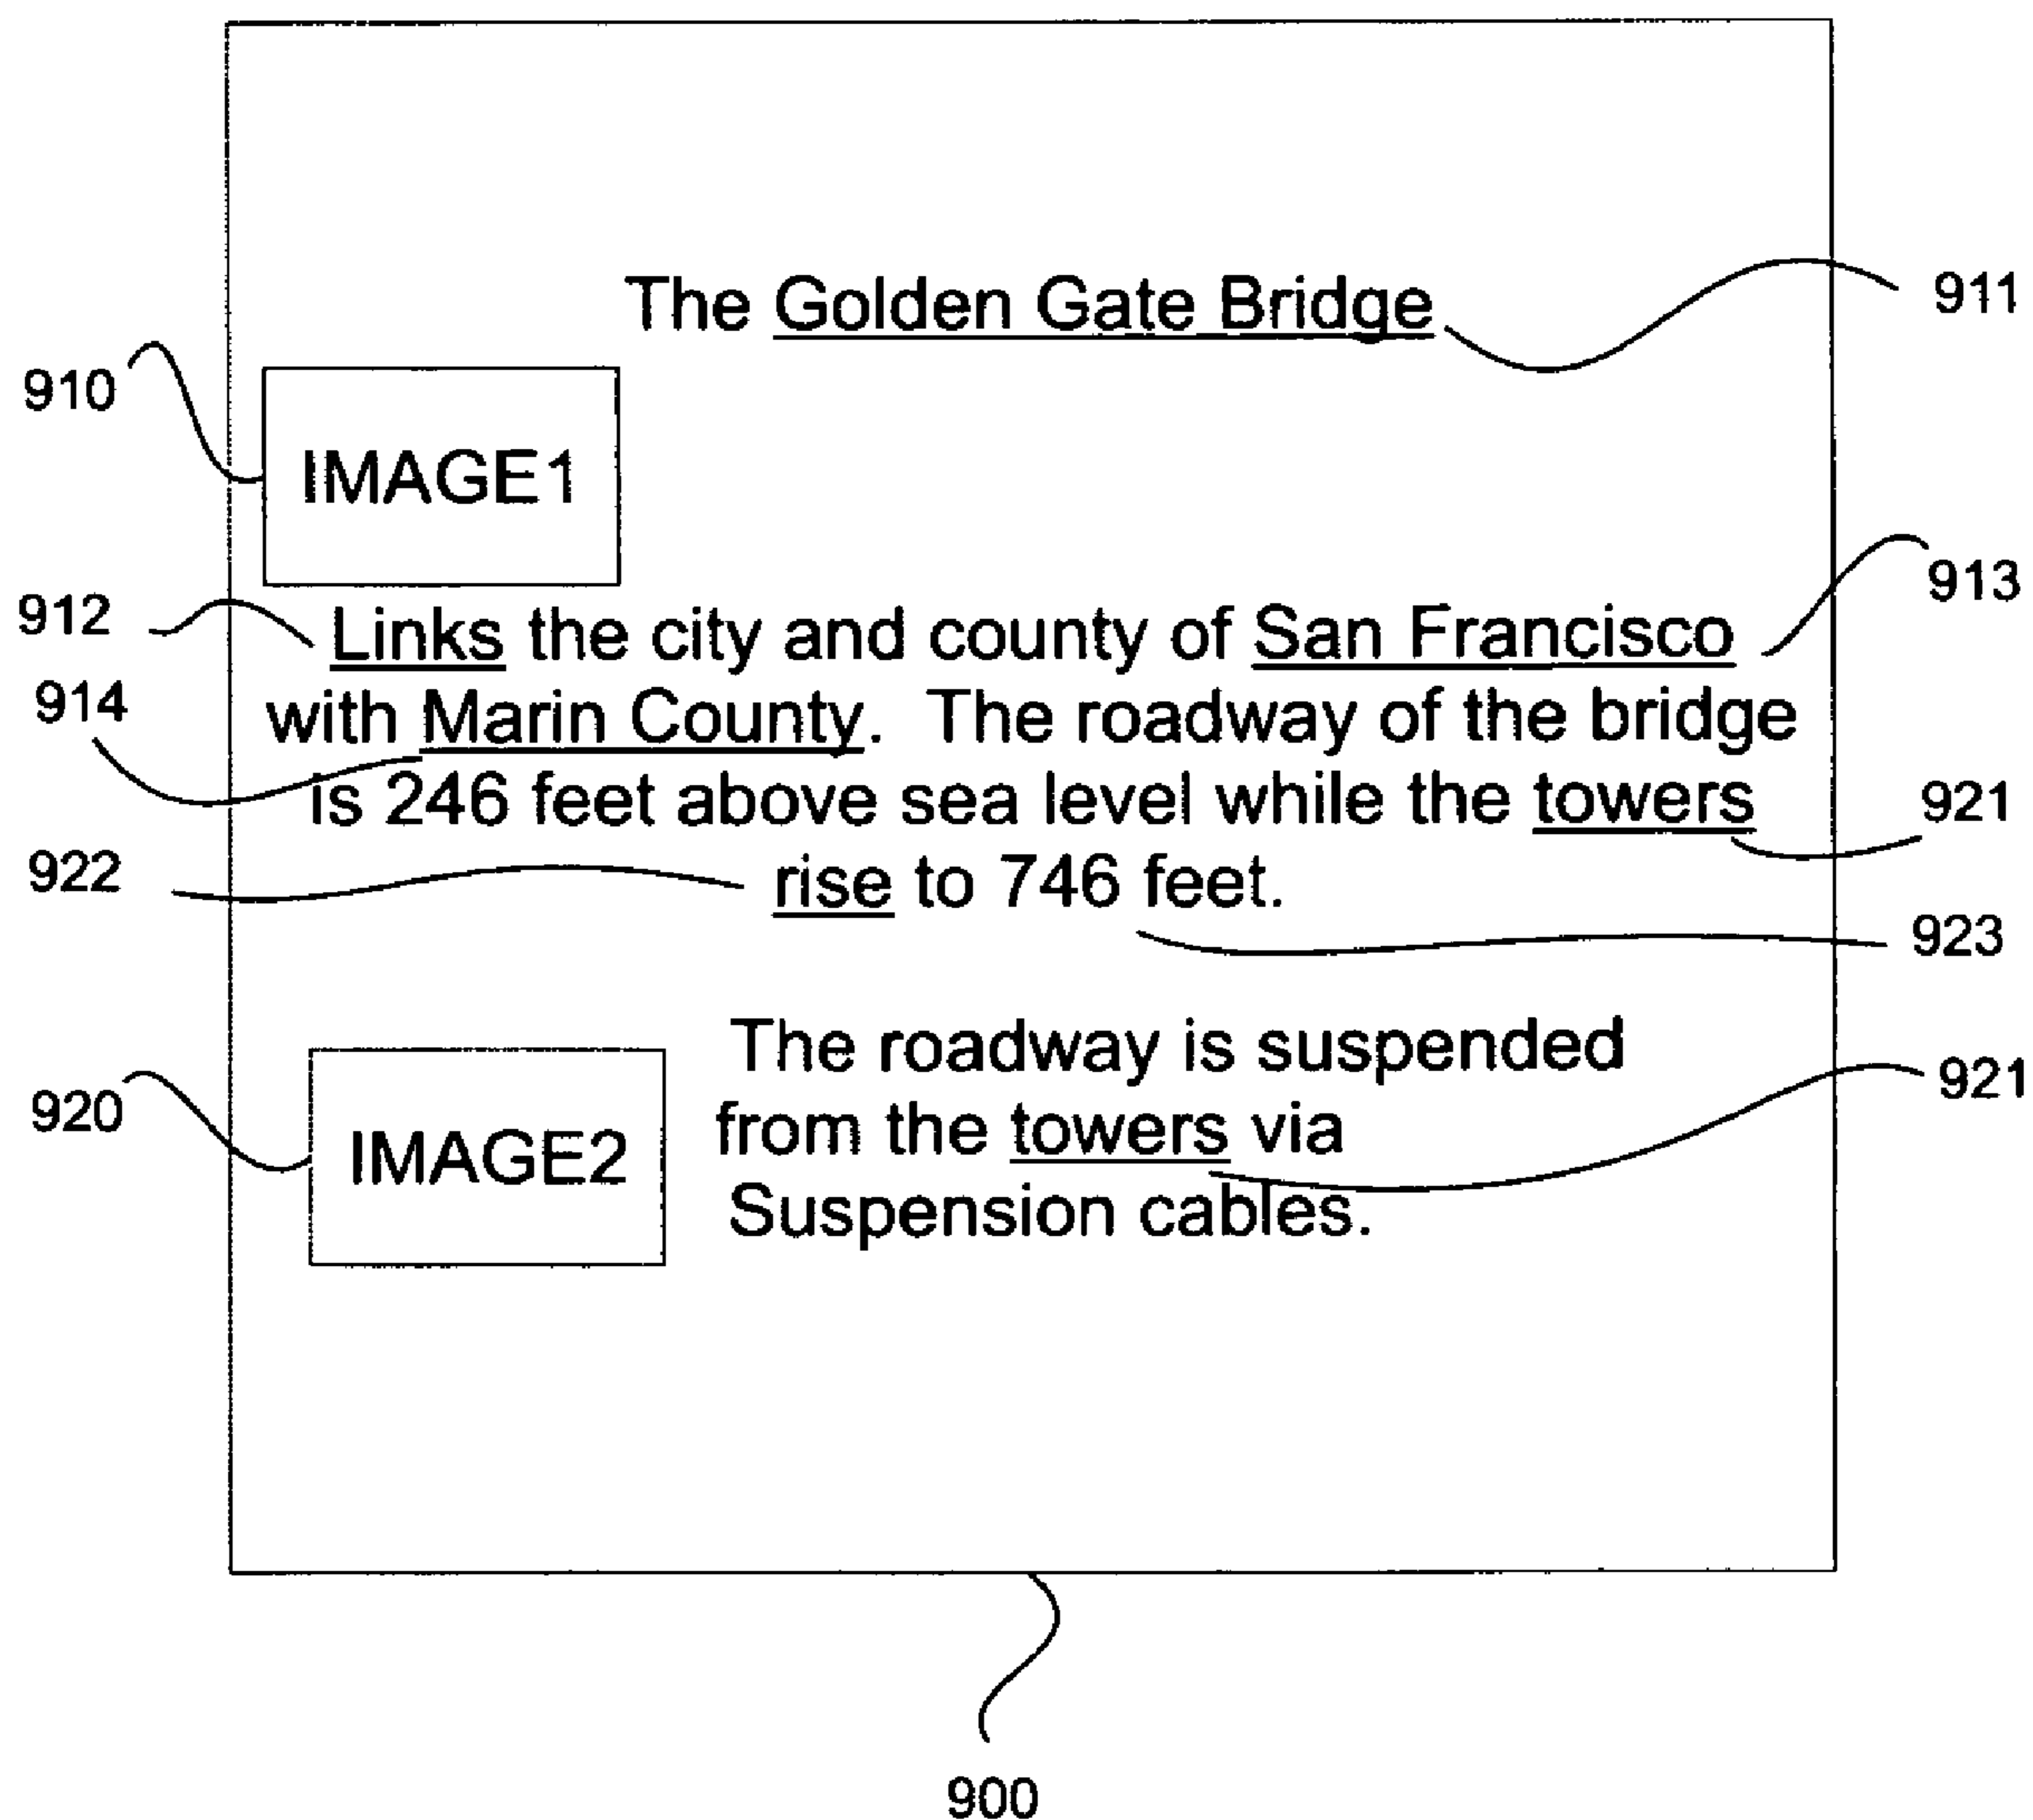 The Golden Gate Bridge
911
910
IMAGE1
913
912
Links the city and county of San Francisco
914
with Marin County.  The roadway of the bridge
is 246 feet above sea level while the towers
921
922
rise to 746 feet.
923
The roadway is suspended
921
920
from the towers via
IMAGE2
Suspension cables.
900